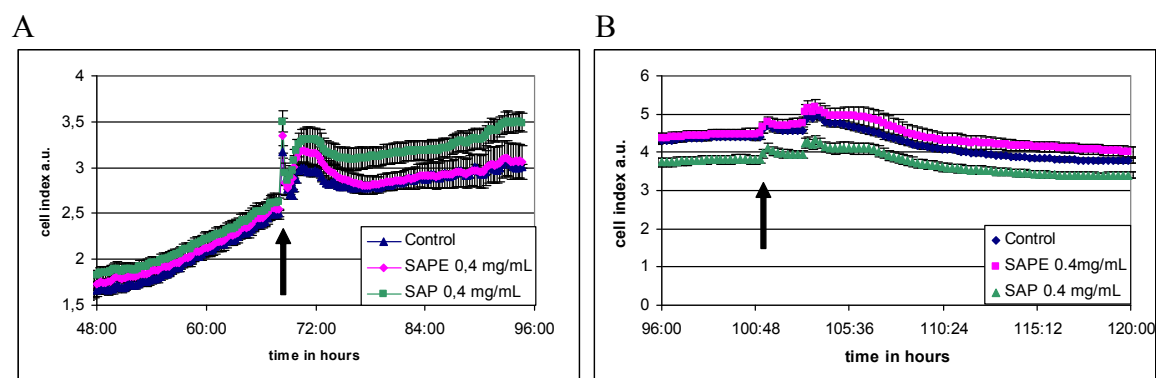 A
4
3,5
3
2,5
2
1,5
cell index a.u.
48:00 60:00 72:00 84:00 96:00
time in hours
Control
SAPE 0,4 mg/mL
SAP 0,4 mg/mL
B
6
5
4
3
2
1
0
cell index a.u.
96:00 100:48 105:36 110:24 115:12 120:00
time in hours
Control
SAPE 0.4mg/mL
SAP 0.4 mg/mL